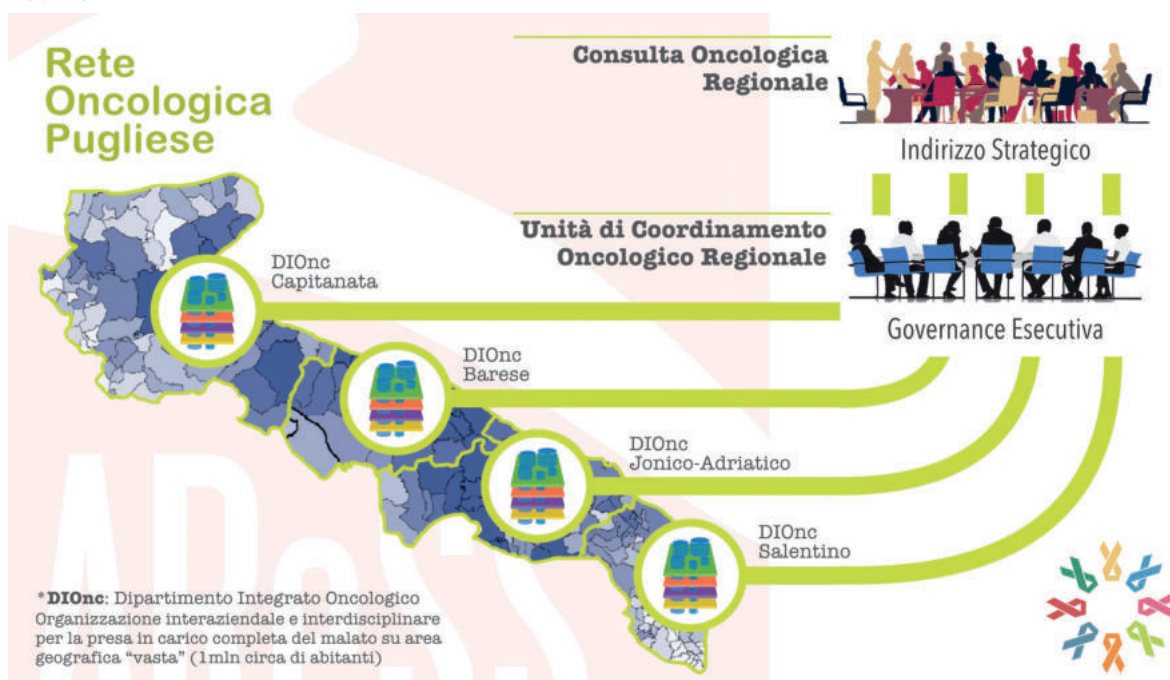 Rete
Oncologica
Pugliese
Consulta Oncologica
Regionale
Indirizzo Strategico
Unità di Coordinamento
Oncologico Regionale
Governance Esecutiva
DIOnc
Capitanata
DIOnc
Barese
DIOnc
Jonico-Adriatico
DIOnc
Salentino
*DIOnc: Dipartimento Integrato Oncologico
Organizzazione interaziendale e interdisciplinare
per la presa in carico completa del malato su area
geografica “vasta” (1mln circa di abitanti)